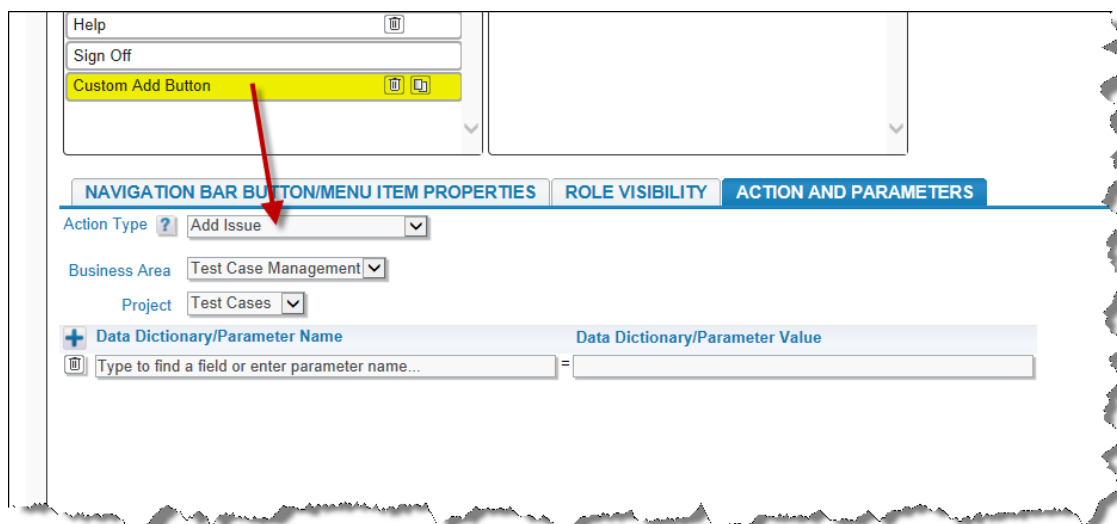 Help
Sign Off
Custom Add Button
NAVIGATION BAR BUTTON/MENU ITEM PROPERTIES ROLE VISIBILITY ACTION AND PARAMETERS
Action Type ? Add Issue
Business Area Test Case Management
Project Test Cases
Data Dictionary/Parameter Name Data Dictionary/Parameter Value
Type to find a field or enter parameter name... =